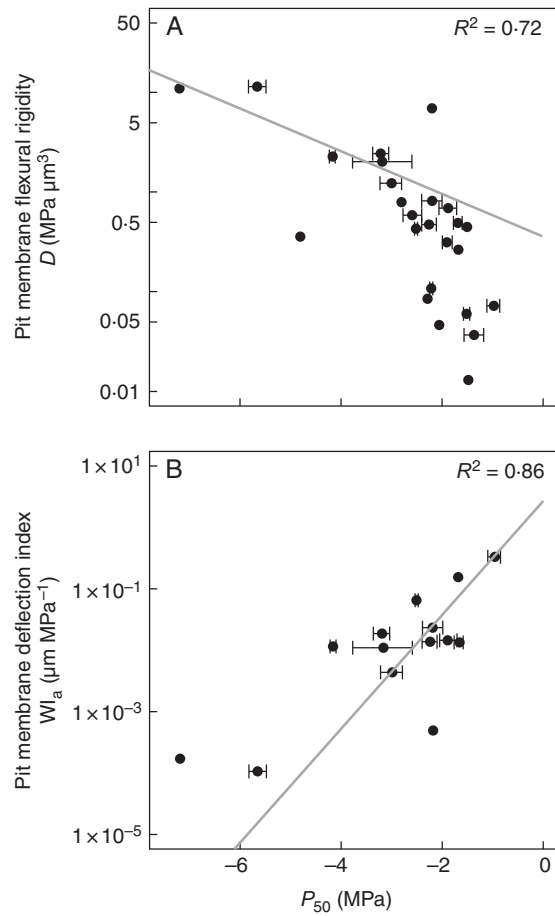 A
R² = 0·72
50
5
0·5
0·05
0·01
Pit membrane flexural rigidity
D (MPa μm³)
B
R² = 0·86
1 × 10¹
1 × 10⁻¹
1 × 10⁻³
1 × 10⁻⁵
Pit membrane deflection index
WIₐ (μm MPa⁻¹)
−6
−4
−2
0
P₅₀ (MPa)